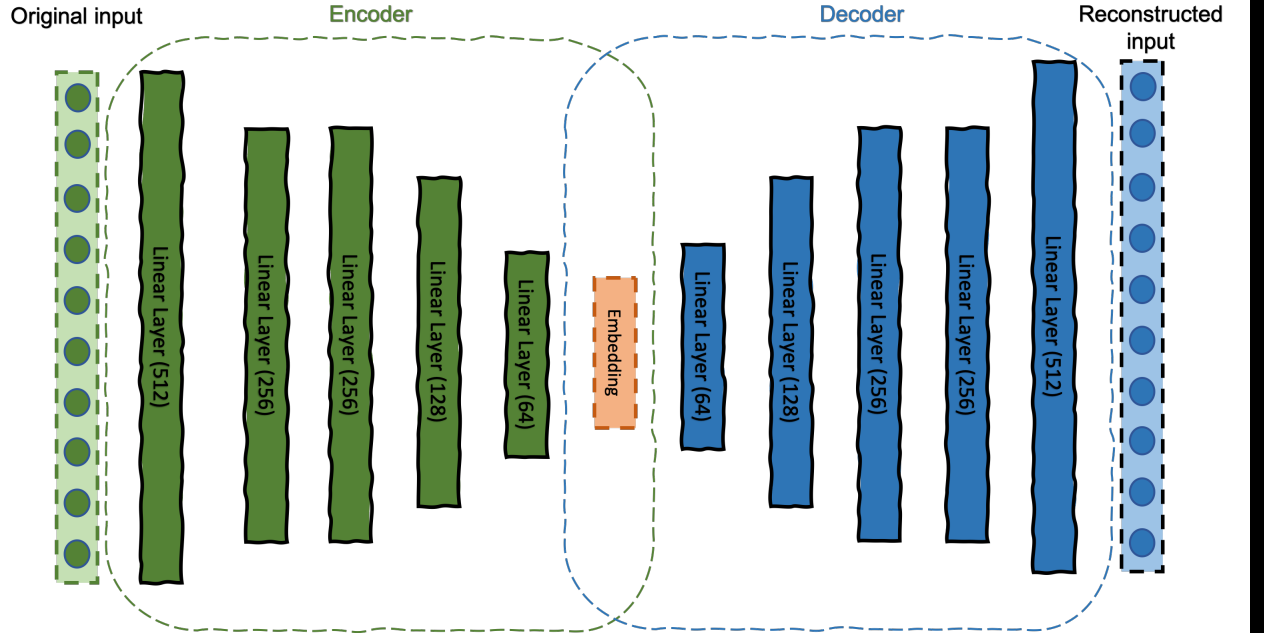 Original input
Encoder
Decoder
Reconstructed
input
Linear Layer (512)
Linear Layer (256)
Linear Layer (256)
Linear Layer (128)
Linear Layer (64)
Embedding
Linear Layer (64)
Linear Layer (128)
Linear Layer (256)
Linear Layer (256)
Linear Layer (512)